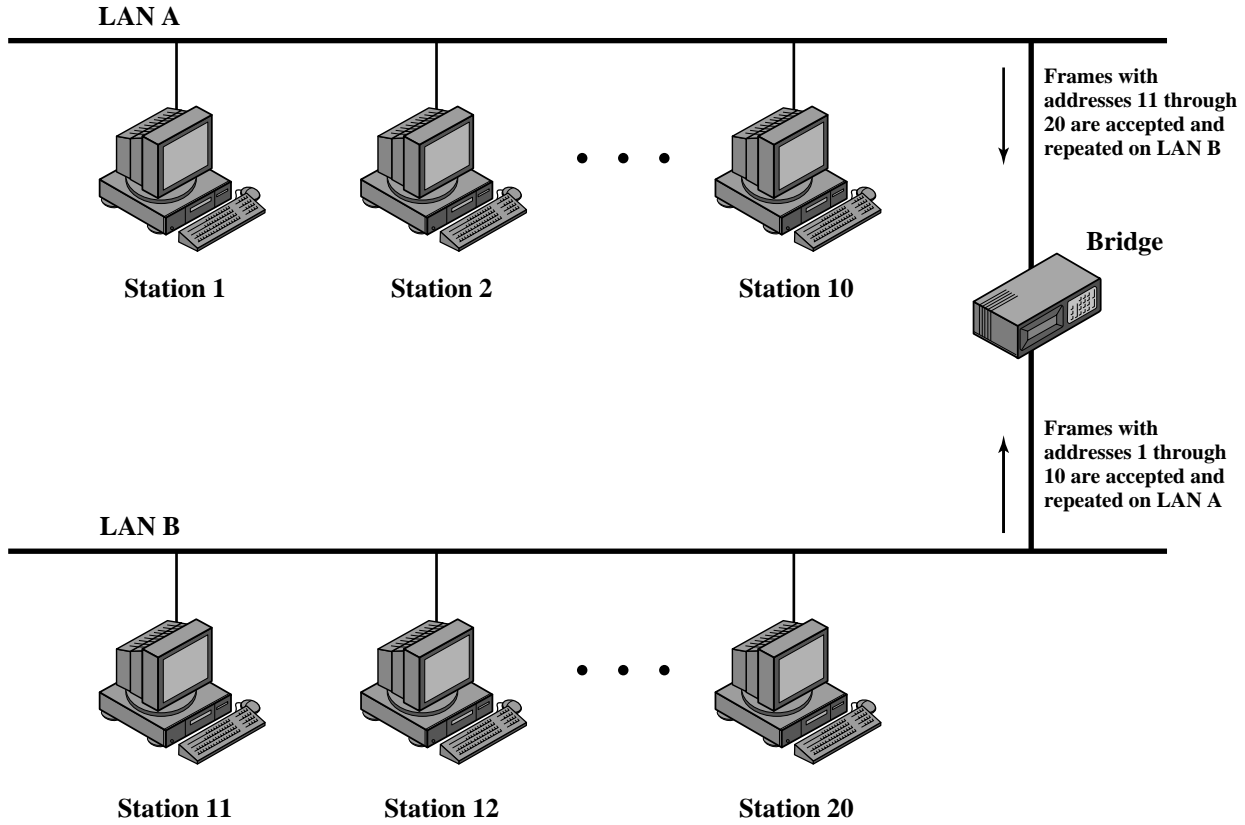 LAN A
Frames with
addresses 11 through
20 are accepted and
repeated on LAN B
Station 1
Station 2
Station 10
Bridge
Frames with
addresses 1 through
10 are accepted and
repeated on LAN A
LAN B
Station 11
Station 12
Station 20